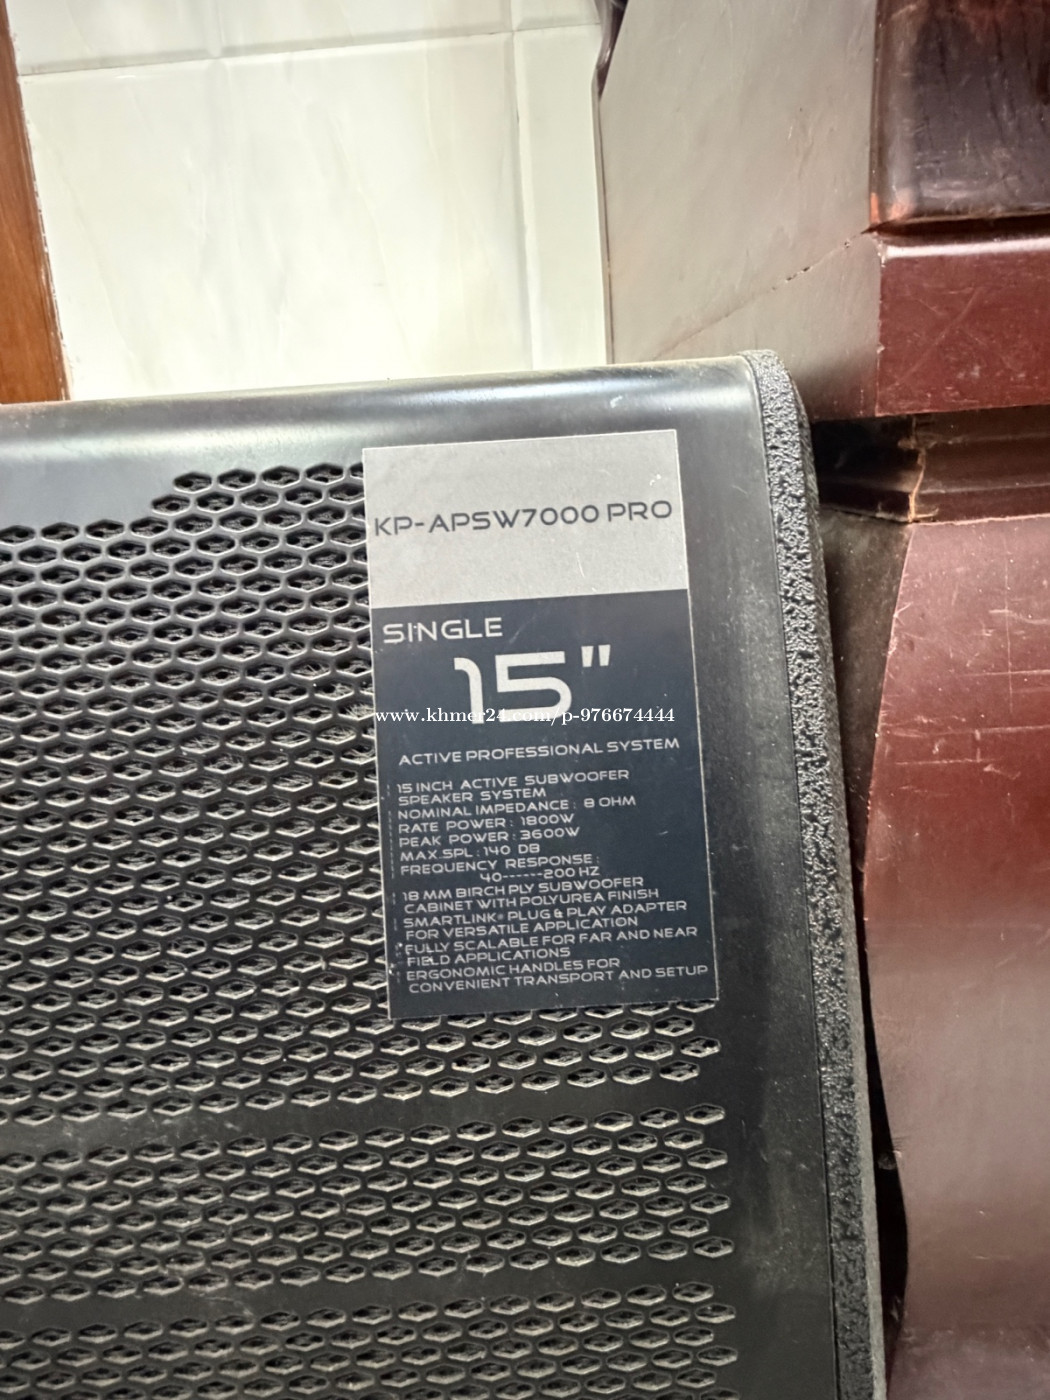 KP-APSW7000 PRO
SINGLE
15"
www.khmer24.com/p-976674444
ACTIVE PROFESSIONAL SYSTEM
15 INCH ACTIVE SUBWOOFER
SPEAKER SYSTEM
NOMINAL IMPEDANCE : 8 OHM
RATE POWER : 1800W
PEAK POWER : 3600W
MAX.SPL : 140 DB
FREQUENCY RESPONSE :
40------200 HZ
18 MM BIRCH PLY SUBWOOFER
CABINET WITH POLYUREA FINISH
SMARTLINK® PLUG & PLAY ADAPTER
FOR VERSATILE APPLICATION
FULLY SCALABLE FOR FAR AND NEAR
FIELD APPLICATIONS
ERGONOMIC HANDLES FOR
CONVENIENT TRANSPORT AND SETUP